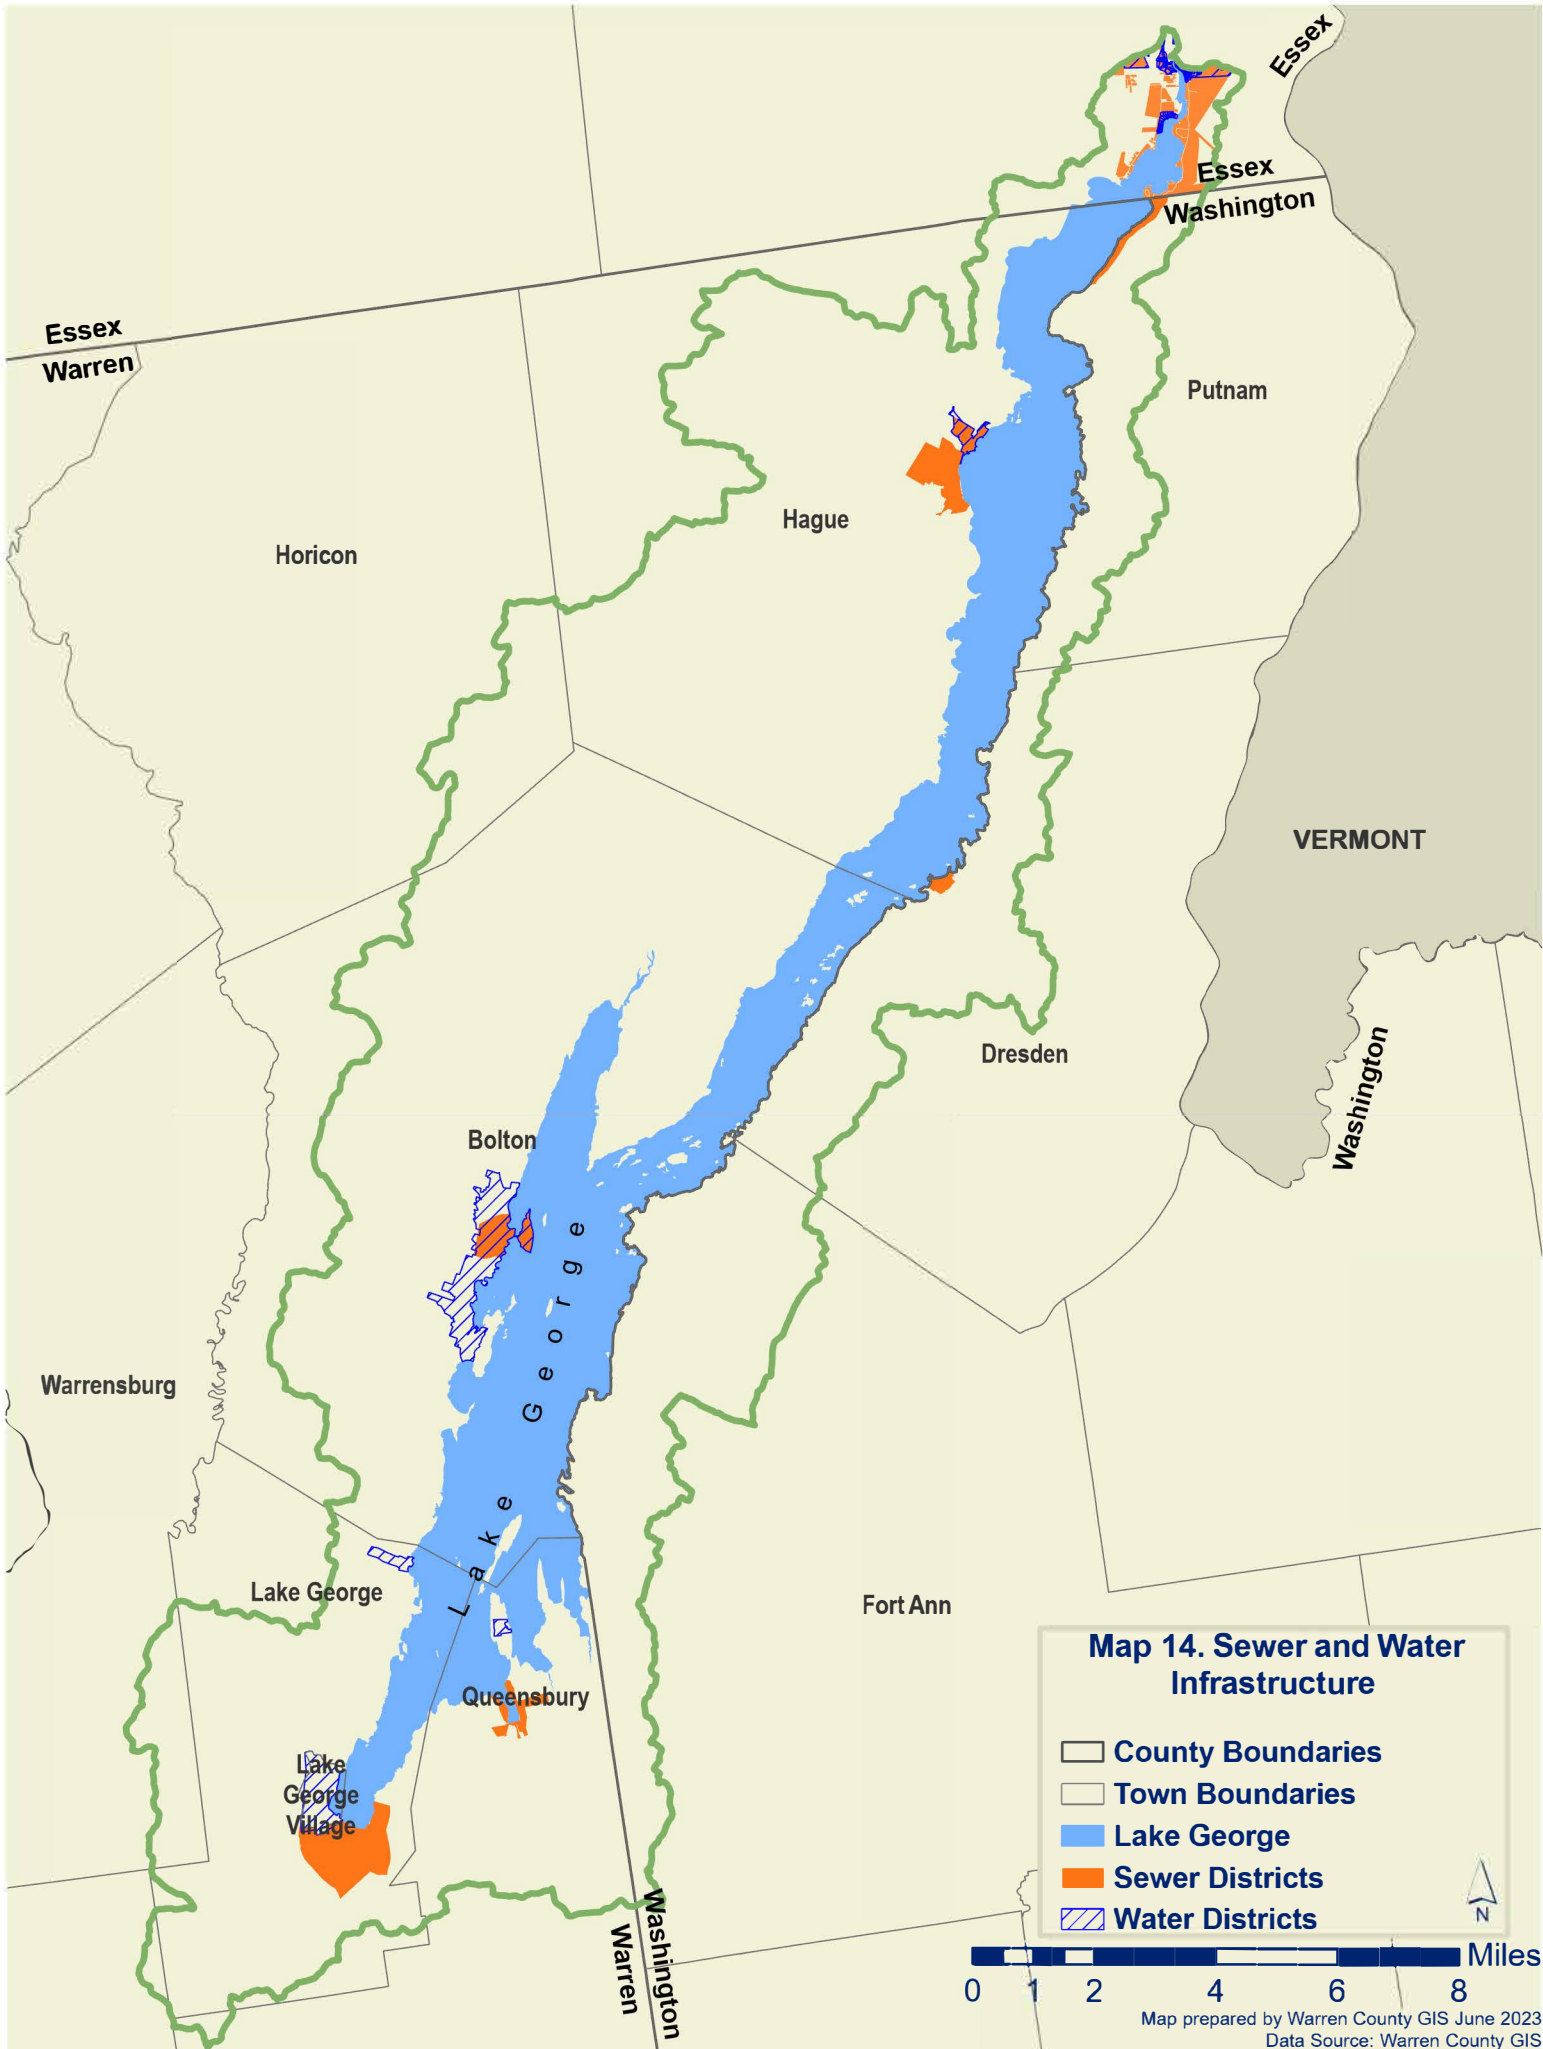 Essex
Essex
Washington
Essex
Warren
Putnam
Hague
Horicon
VERMONT
Dresden
Washington
Bolton
Lake George
Warrensburg
Lake George
Fort Ann
Queensbury
Lake
George
Village
Washington
Warren
Map 14. Sewer and Water
Infrastructure
County Boundaries
Town Boundaries
Lake George
Sewer Districts
Water Districts
N
Miles
0 1 2 4 6 8
Map prepared by Warren County GIS June 2023
Data Source: Warren County GIS